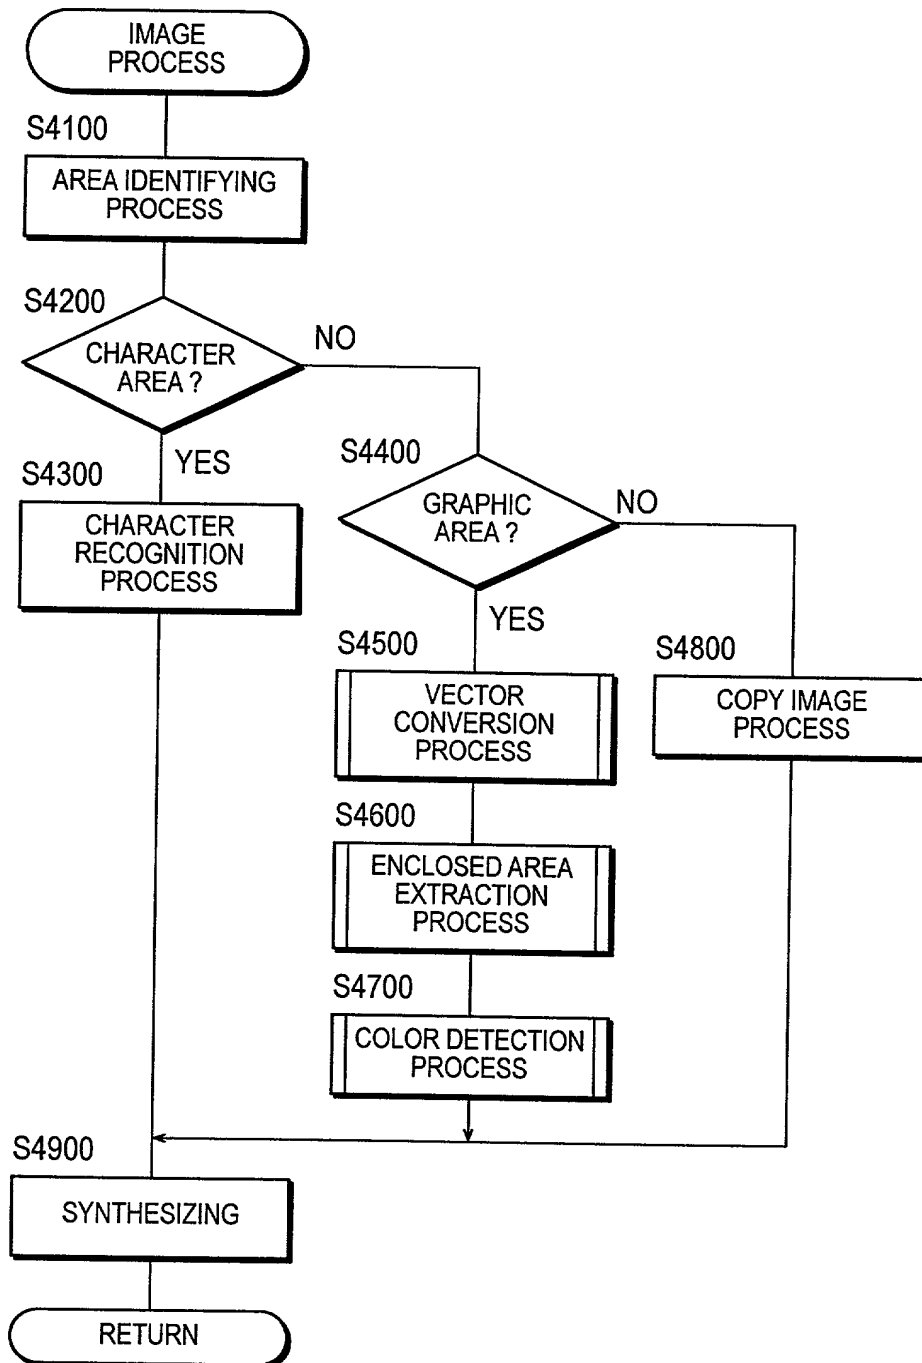 IMAGE
PROCESS
S4100
AREA IDENTIFYING
PROCESS
S4200
CHARACTER
AREA ?
NO
YES
S4300
CHARACTER
RECOGNITION
PROCESS
S4400
GRAPHIC
AREA ?
NO
YES
S4500
VECTOR
CONVERSION
PROCESS
S4600
ENCLOSED AREA
EXTRACTION
PROCESS
S4700
COLOR DETECTION
PROCESS
S4800
COPY IMAGE
PROCESS
S4900
SYNTHESIZING
RETURN